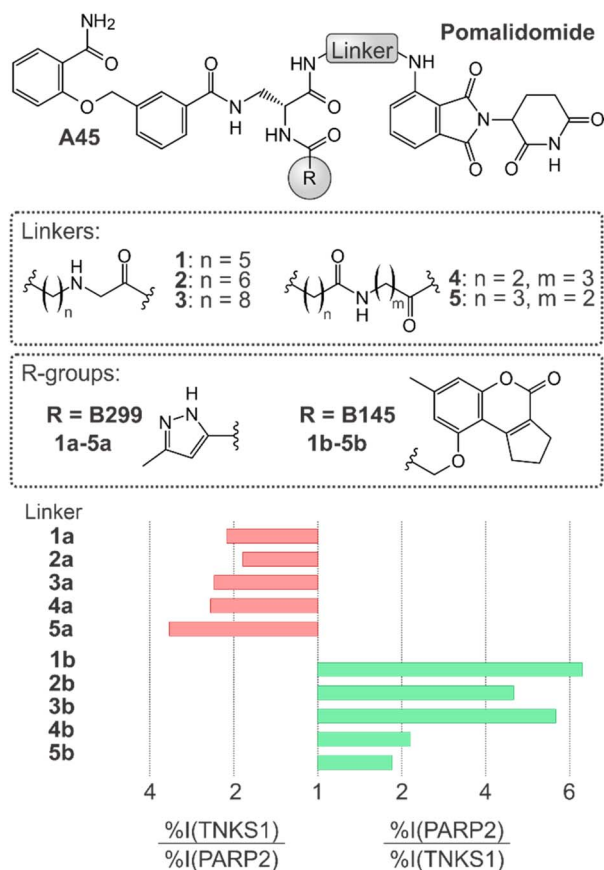 NH₂
O
O
A45
O
N
H
O
HN
R
O
HN
Linker
NH
Pomalidomide
O
N
O
O
NH
O
Linkers:
H
N
O
n
1: n = 5
2: n = 6
3: n = 8
O
n
N
H
m
O
4: n = 2, m = 3
5: n = 3, m = 2
R-groups:
R = B299
1a-5a
H
N
N
R = B145
1b-5b
O
O
O
Linker
1a
2a
3a
4a
5a
1b
2b
3b
4b
5b
4 2 1 2 4 6
%I(TNKS1)
%I(PARP2)
%I(PARP2)
%I(TNKS1)